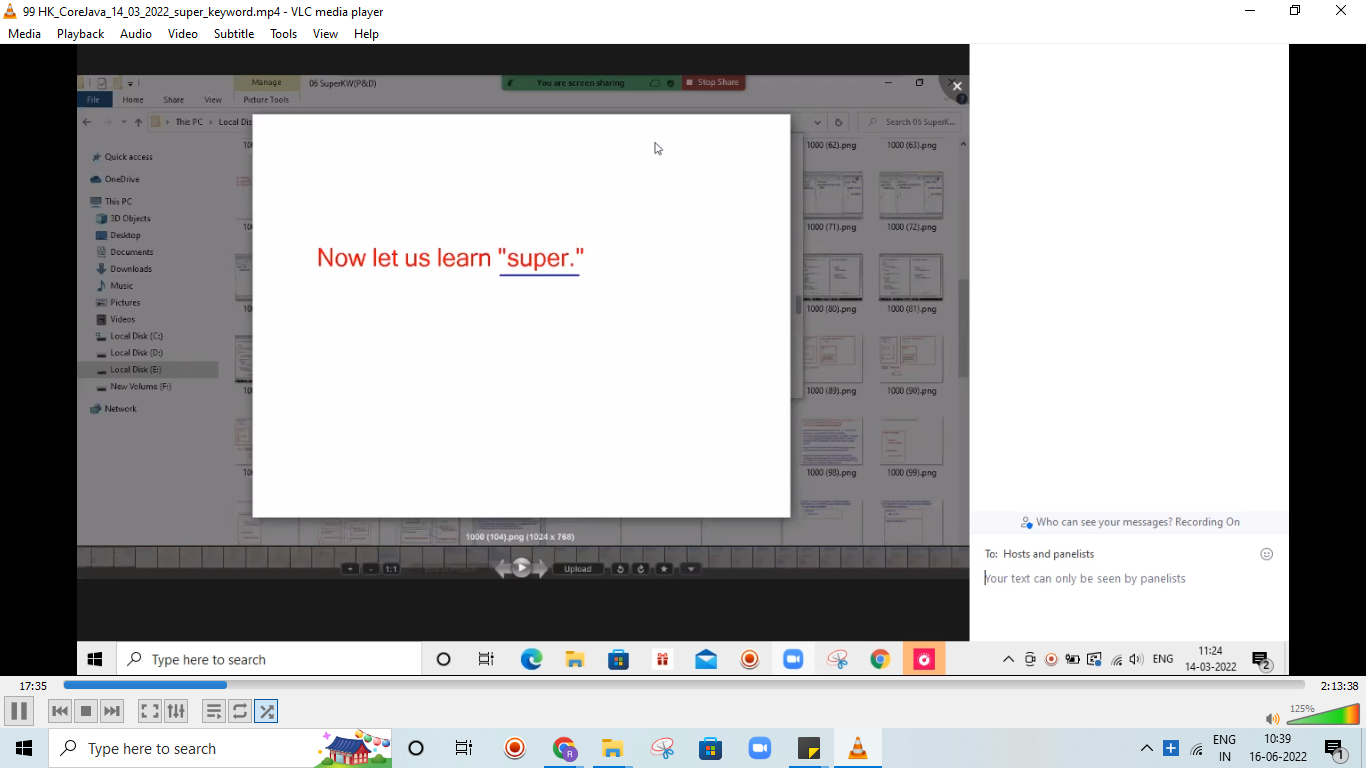 99 HK_CoreJava_14_03_2022_super_keyword.mp4 - VLC media player
Media Playback Audio Video Subtitle Tools View Help
Manage 06 SuperKW(P&D) You are screen sharing Stop Share
File Home Share View Picture Tools
This PC Local Dis Search 06 SuperK...
Quick access
OneDrive
This PC
3D Objects
Desktop
Documents
Downloads
Music
Pictures
Videos
Local Disk (C:)
Local Disk (D:)
Local Disk (E:)
New Volume (F:)
Network
Now let us learn "super."
1000 (62).png 1000 (63).png
1000 (71).png 1000 (72).png
1000 (80).png 1000 (81).png
1000 (89).png 1000 (90).png
1000 (98).png 1000 (99).png
1000 (104).png (1024 x 768)
+ - 1:1 Upload
Who can see your messages? Recording On
To: Hosts and panelists
Your text can only be seen by panelists
Type here to search
ENG
11:24
14-03-2022
2
17:35 2:13:38
125%
Type here to search
R
ENG
IN
10:39
16-06-2022
1